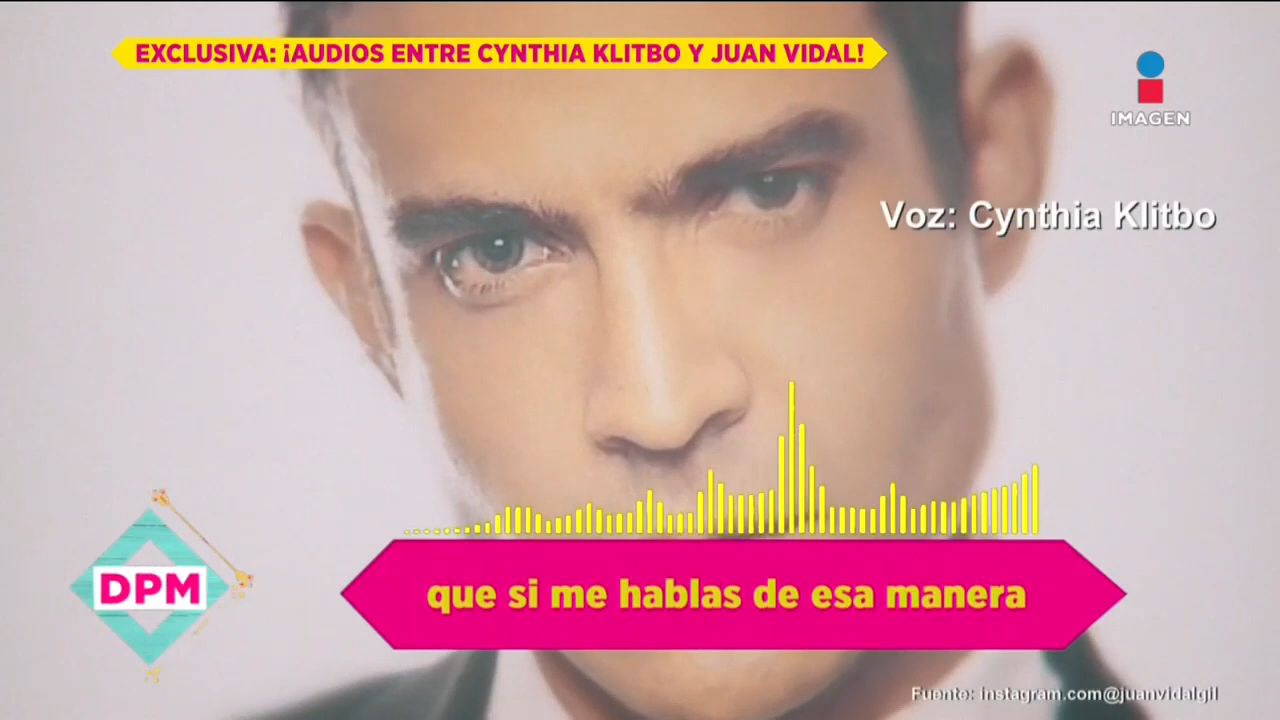 EXCLUSIVA: ¡AUDIOS ENTRE CYNTHIA KLITBO Y JUAN VIDAL!
IMAGEN
Voz: Cynthia Klitbo
DPM
que si me hablas de esa manera
Fuente: instagram.com@juanvidalgil